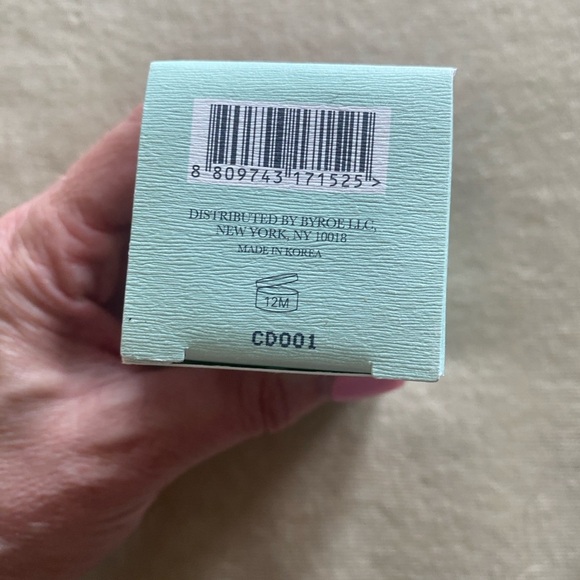 8 809743 171525 >
DISTRIBUTED BY BYROE LLC,
NEW YORK, NY 10018
MADE IN KOREA
12M
CD001